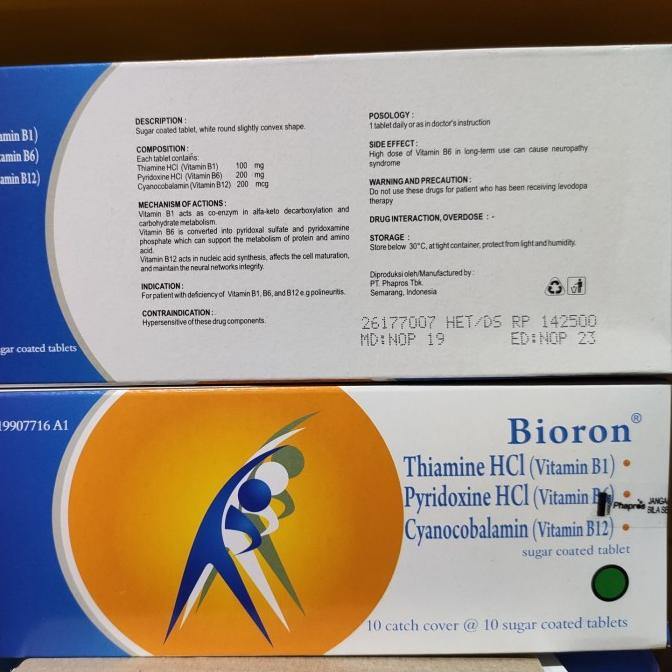 amin B1)
amin B6)
amin B12)
gar coated tablets
DESCRIPTION :
Sugar coated tablet, white round slightly convex shape.
COMPOSITION :
Each tablet contains:
Thiamine HCl (Vitamin B1) 100 mg
Pyridoxine HCl (Vitamin B6) 200 mg
Cyanocobalamin (Vitamin B12) 200 mcg
MECHANISM OF ACTIONS :
Vitamin B1 acts as co-enzym in alfa-keto decarboxylation and
carbohydrate metabolism.
Vitamin B6 is converted into pyridoxal sulfate and pyridoxamine
phosphate which can support the metabolism of protein and amino
acid.
Vitamin B12 acts in nucleic acid synthesis, affects the cell maturation,
and maintain the neural networks integrity.
INDICATION :
For patient with deficiency of Vitamin B1, B6, and B12 e.g polineuritis.
CONTRAINDICATION :
Hypersensitive of these drug components.
POSOLOGY :
1 tablet daily or as in doctor's instruction
SIDE EFFECT :
High dose of Vitamin B6 in long-term use can cause neuropathy
syndrome
WARNING AND PRECAUTION :
Do not use these drugs for patient who has been receiving levodopa
therapy
DRUG INTERACTION, OVERDOSE : -
STORAGE :
Store below 30°C, at tight container, protect from light and humidity.
Diproduksi oleh/Manufactured by :
PT. Phapros Tbk.
Semarang, Indonesia
26177007 HET/DS RP 142500
MD:NOP 19 ED:NOP 23
19907716 A1
Bioron®
Thiamine HCl (Vitamin B1)
Pyridoxine HCl (Vitamin B6)
Cyanocobalamin (Vitamin B12)
sugar coated tablet
Phapros
JANGA
BILA SE
10 catch cover @ 10 sugar coated tablets